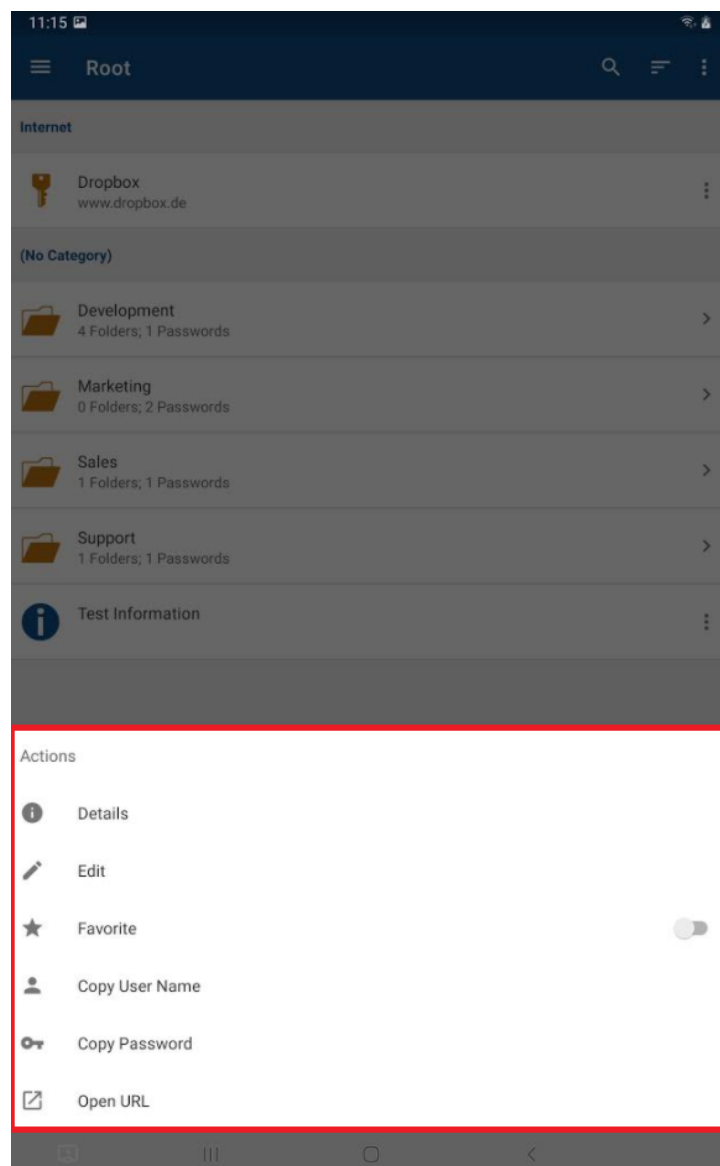 11:15
Root
Internet
Dropbox
www.dropbox.de
(No Category)
Development
4 Folders; 1 Passwords
Marketing
0 Folders; 2 Passwords
Sales
1 Folders; 1 Passwords
Support
1 Folders; 1 Passwords
Test Information
Actions
Details
Edit
Favorite
Copy User Name
Copy Password
Open URL